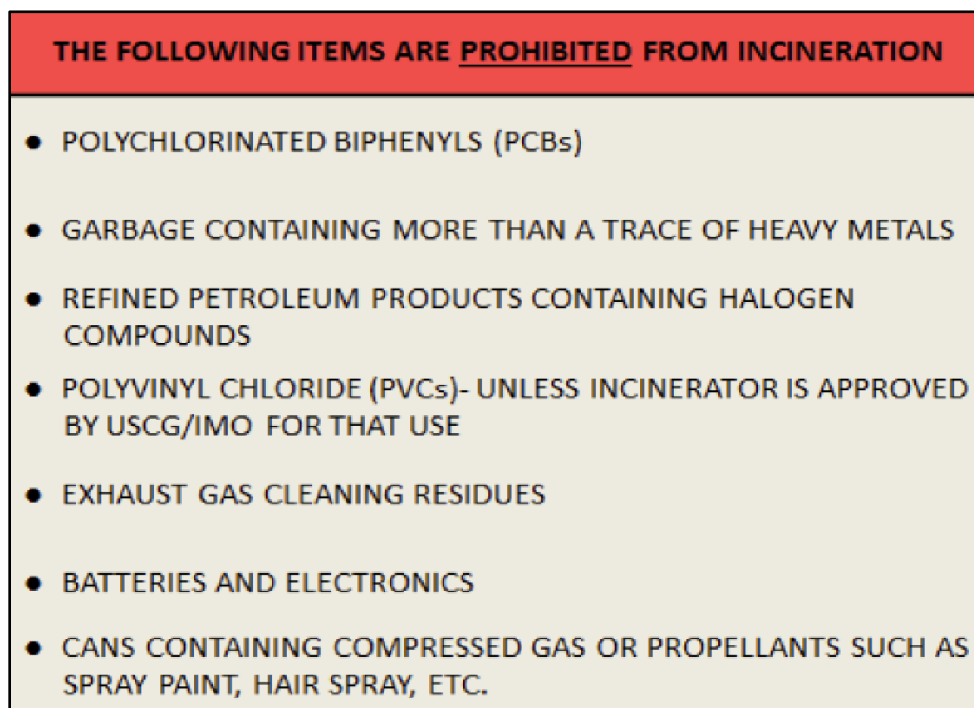 THE FOLLOWING ITEMS ARE PROHIBITED FROM INCINERATION
● POLYCHLORINATED BIPHENYLS (PCBs)
● GARBAGE CONTAINING MORE THAN A TRACE OF HEAVY METALS
● REFINED PETROLEUM PRODUCTS CONTAINING HALOGEN
COMPOUNDS
● POLYVINYL CHLORIDE (PVCs)- UNLESS INCINERATOR IS APPROVED
BY USCG/IMO FOR THAT USE
● EXHAUST GAS CLEANING RESIDUES
● BATTERIES AND ELECTRONICS
● CANS CONTAINING COMPRESSED GAS OR PROPELLANTS SUCH AS
SPRAY PAINT, HAIR SPRAY, ETC.